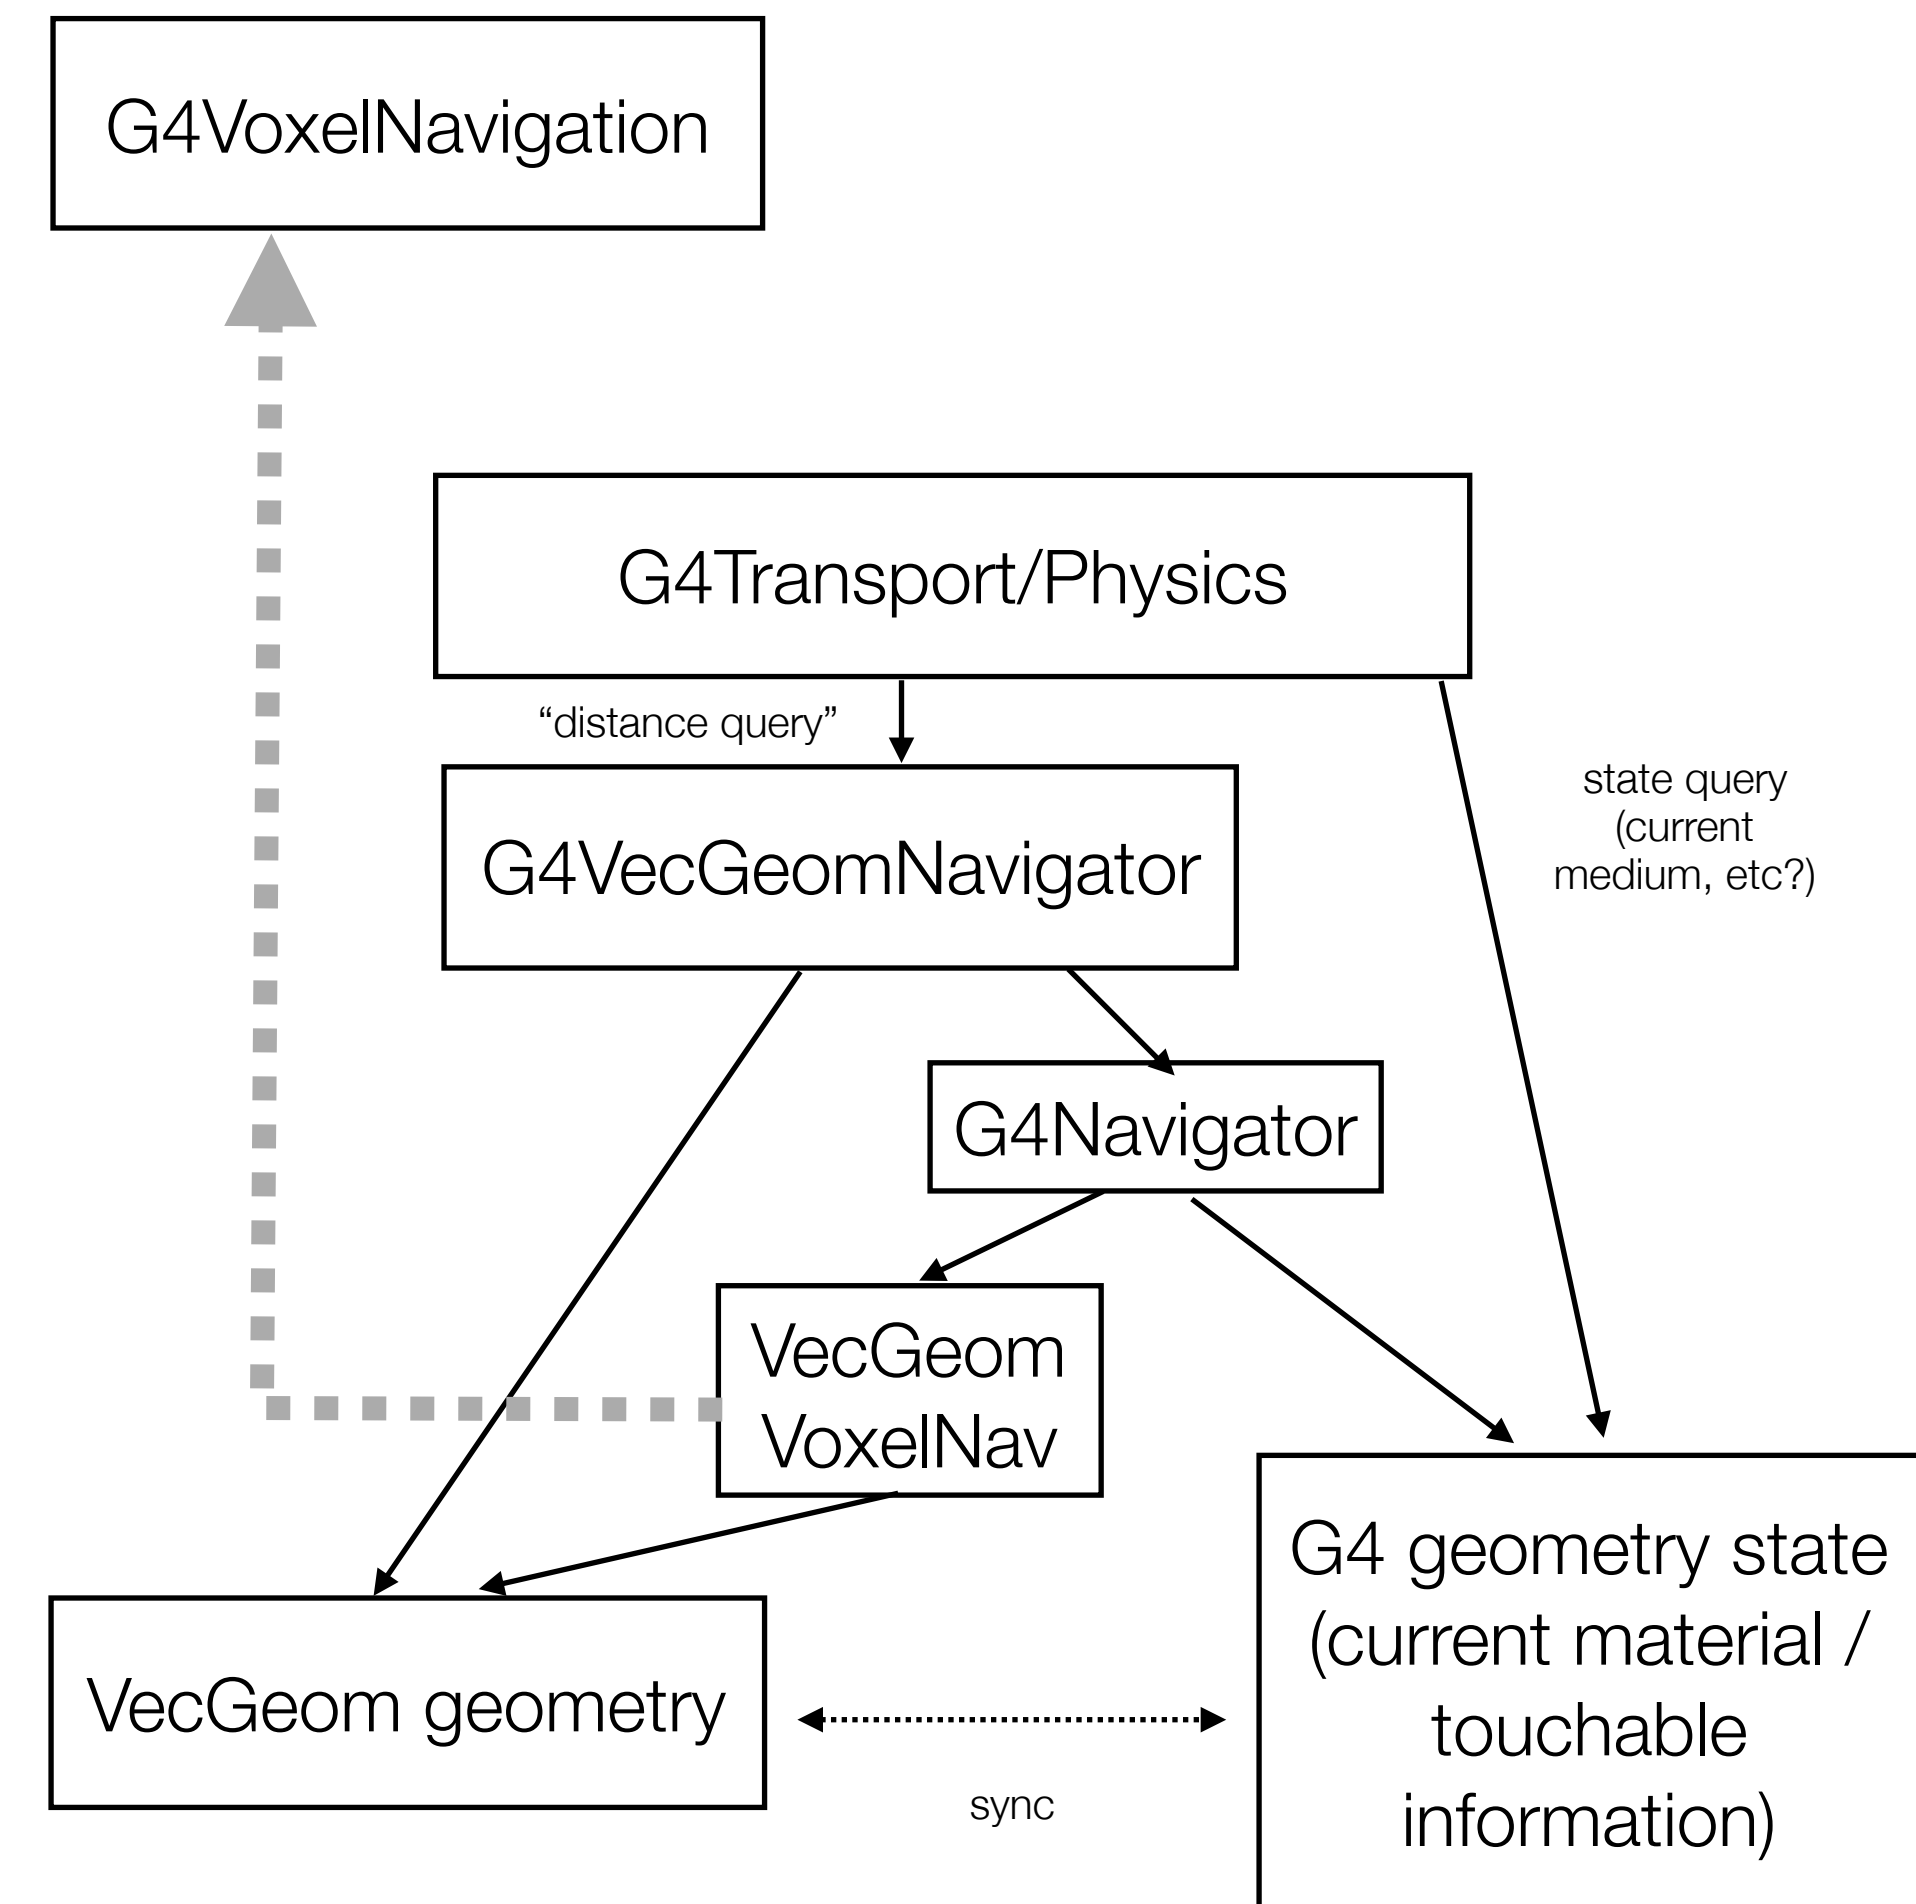 G4VoxelNavigation
G4Transport/Physics
“distance query”
state query
(current
medium, etc?)
G4VecGeomNavigator
G4Navigator
VecGeom
VoxelNav
G4 geometry state
(current material /
touchable
information)
VecGeom geometry
sync